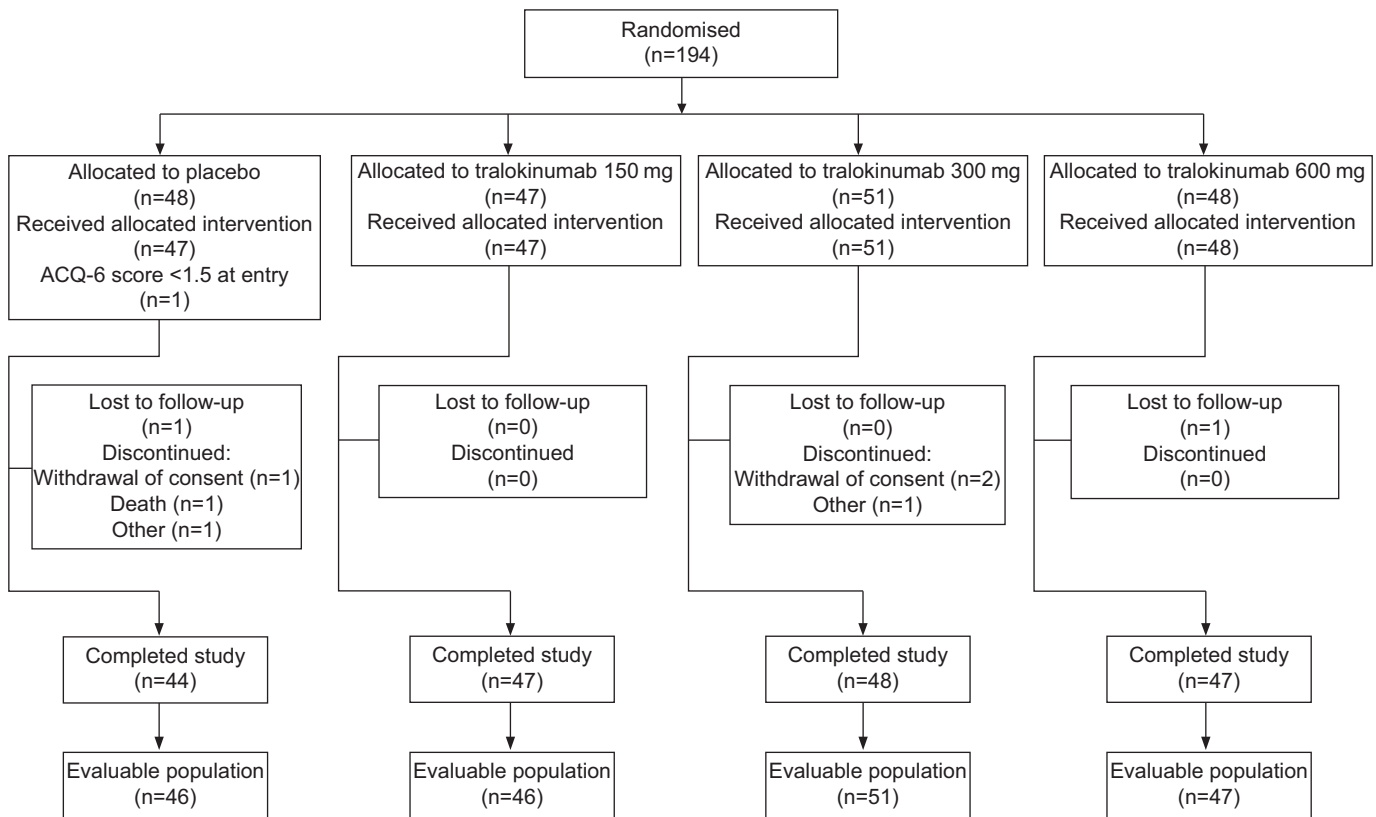 Randomised
(n=194)
Allocated to placebo
(n=48)
Received allocated intervention
(n=47)
ACQ-6 score <1.5 at entry
(n=1)
Allocated to tralokinumab 150 mg
(n=47)
Received allocated intervention
(n=47)
Allocated to tralokinumab 300 mg
(n=51)
Received allocated intervention
(n=51)
Allocated to tralokinumab 600 mg
(n=48)
Received allocated intervention
(n=48)
Lost to follow-up
(n=1)
Discontinued:
Withdrawal of consent (n=1)
Death (n=1)
Other (n=1)
Lost to follow-up
(n=0)
Discontinued
(n=0)
Lost to follow-up
(n=0)
Discontinued:
Withdrawal of consent (n=2)
Other (n=1)
Lost to follow-up
(n=1)
Discontinued
(n=0)
Completed study
(n=44)
Completed study
(n=47)
Completed study
(n=48)
Completed study
(n=47)
Evaluable population
(n=46)
Evaluable population
(n=46)
Evaluable population
(n=51)
Evaluable population
(n=47)